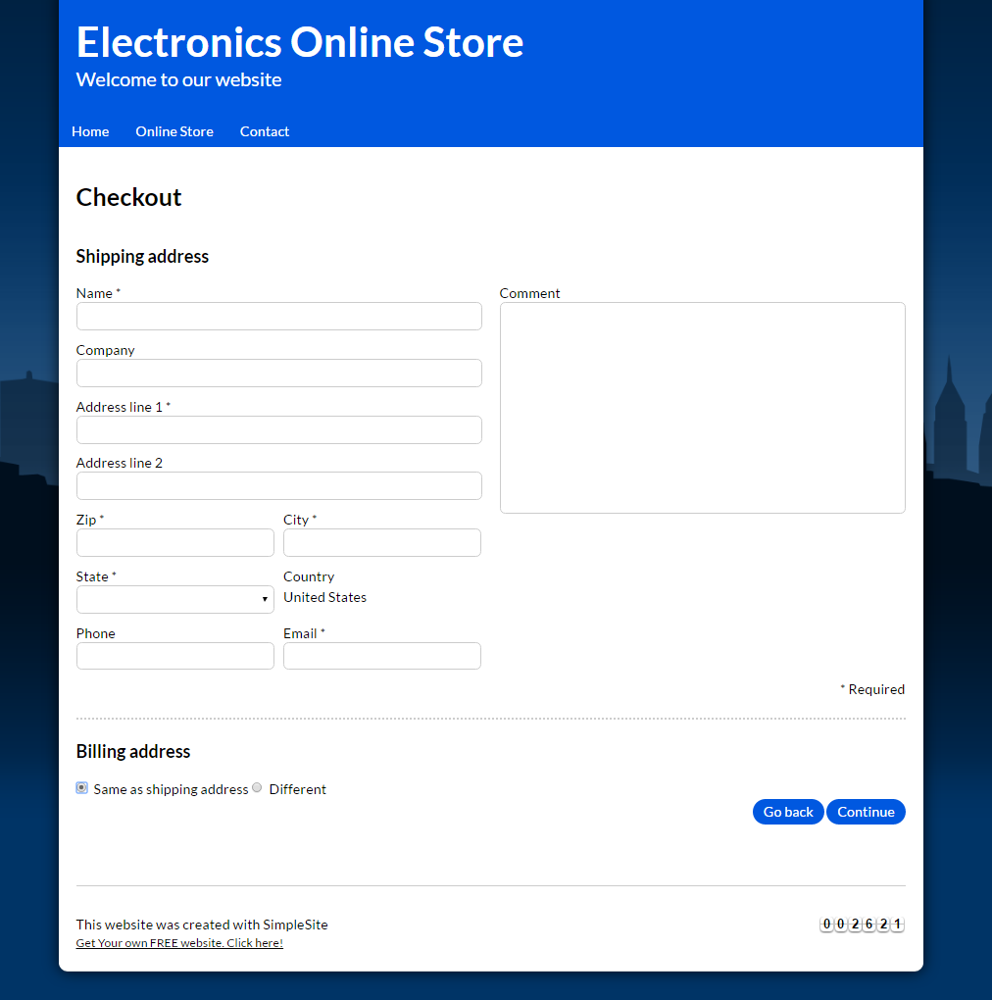 Electronics Online Store
Welcome to our website
Home Online Store Contact
Checkout
Shipping address
Name *
Comment
Company
Address line 1 *
Address line 2
Zip * City *
State * Country
United States
Phone Email *
* Required
Billing address
Same as shipping address Different
Go back Continue
This website was created with SimpleSite
002621
Get Your own FREE website. Click here!